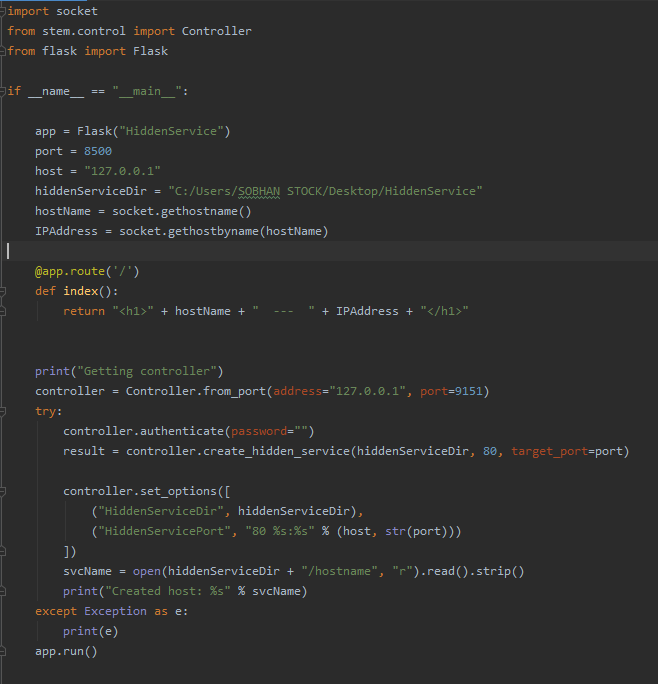 import socket
from stem.control import Controller
from flask import Flask

if __name__ == "__main__":

    app = Flask("HiddenService")
    port = 8500
    host = "127.0.0.1"
    hiddenServiceDir = "C:/Users/SOBHAN STOCK/Desktop/HiddenService"
    hostName = socket.gethostname()
    IPAddress = socket.gethostbyname(hostName)

    @app.route('/')
    def index():
        return "<h1>" + hostName + "  ---  " + IPAddress + "</h1>"


    print("Getting controller")
    controller = Controller.from_port(address="127.0.0.1", port=9151)
    try:
        controller.authenticate(password="")
        result = controller.create_hidden_service(hiddenServiceDir, 80, target_port=port)

        controller.set_options([
            ("HiddenServiceDir", hiddenServiceDir),
            ("HiddenServicePort", "80 %s:%s" % (host, str(port)))
        ])
        svcName = open(hiddenServiceDir + "/hostname", "r").read().strip()
        print("Created host: %s" % svcName)
    except Exception as e:
        print(e)
    app.run()